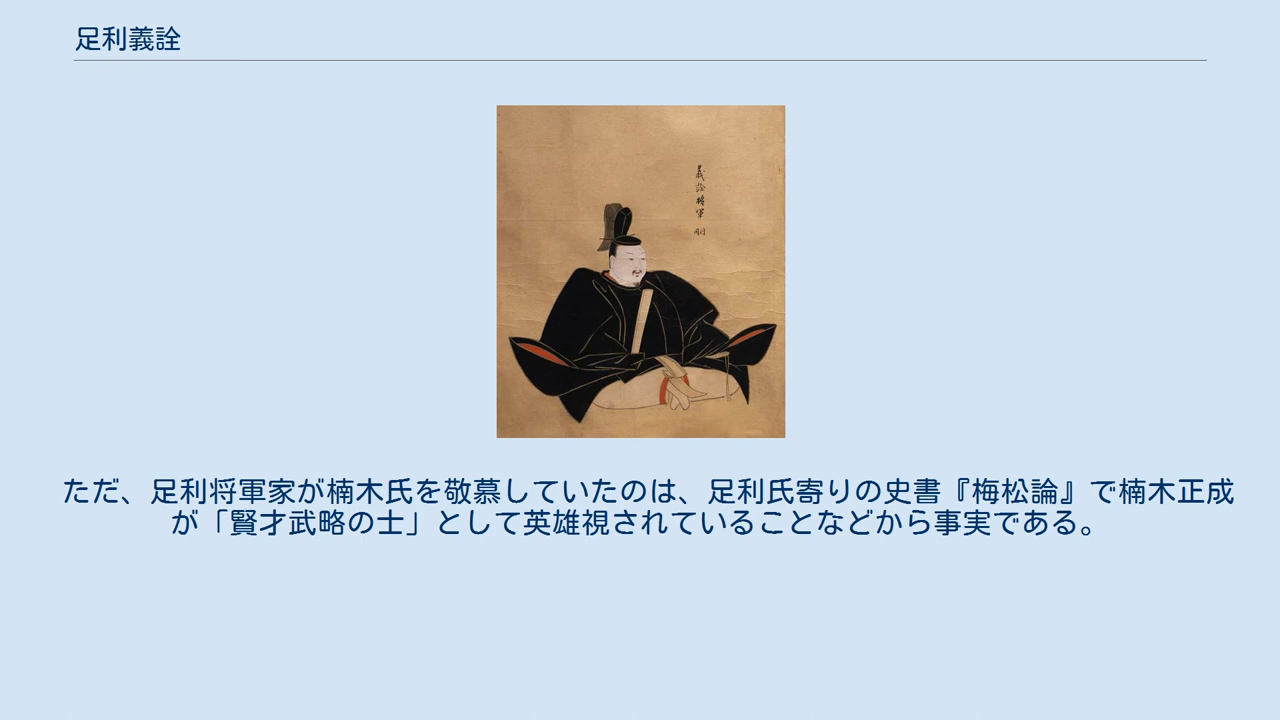 足利義詮
義詮将軍
ただ、足利将軍家が楠木氏を敬慕していたのは、足利氏寄りの史書『梅松論』で楠木正成
が「賢才武略の士」として英雄視されていることなどから事実である。